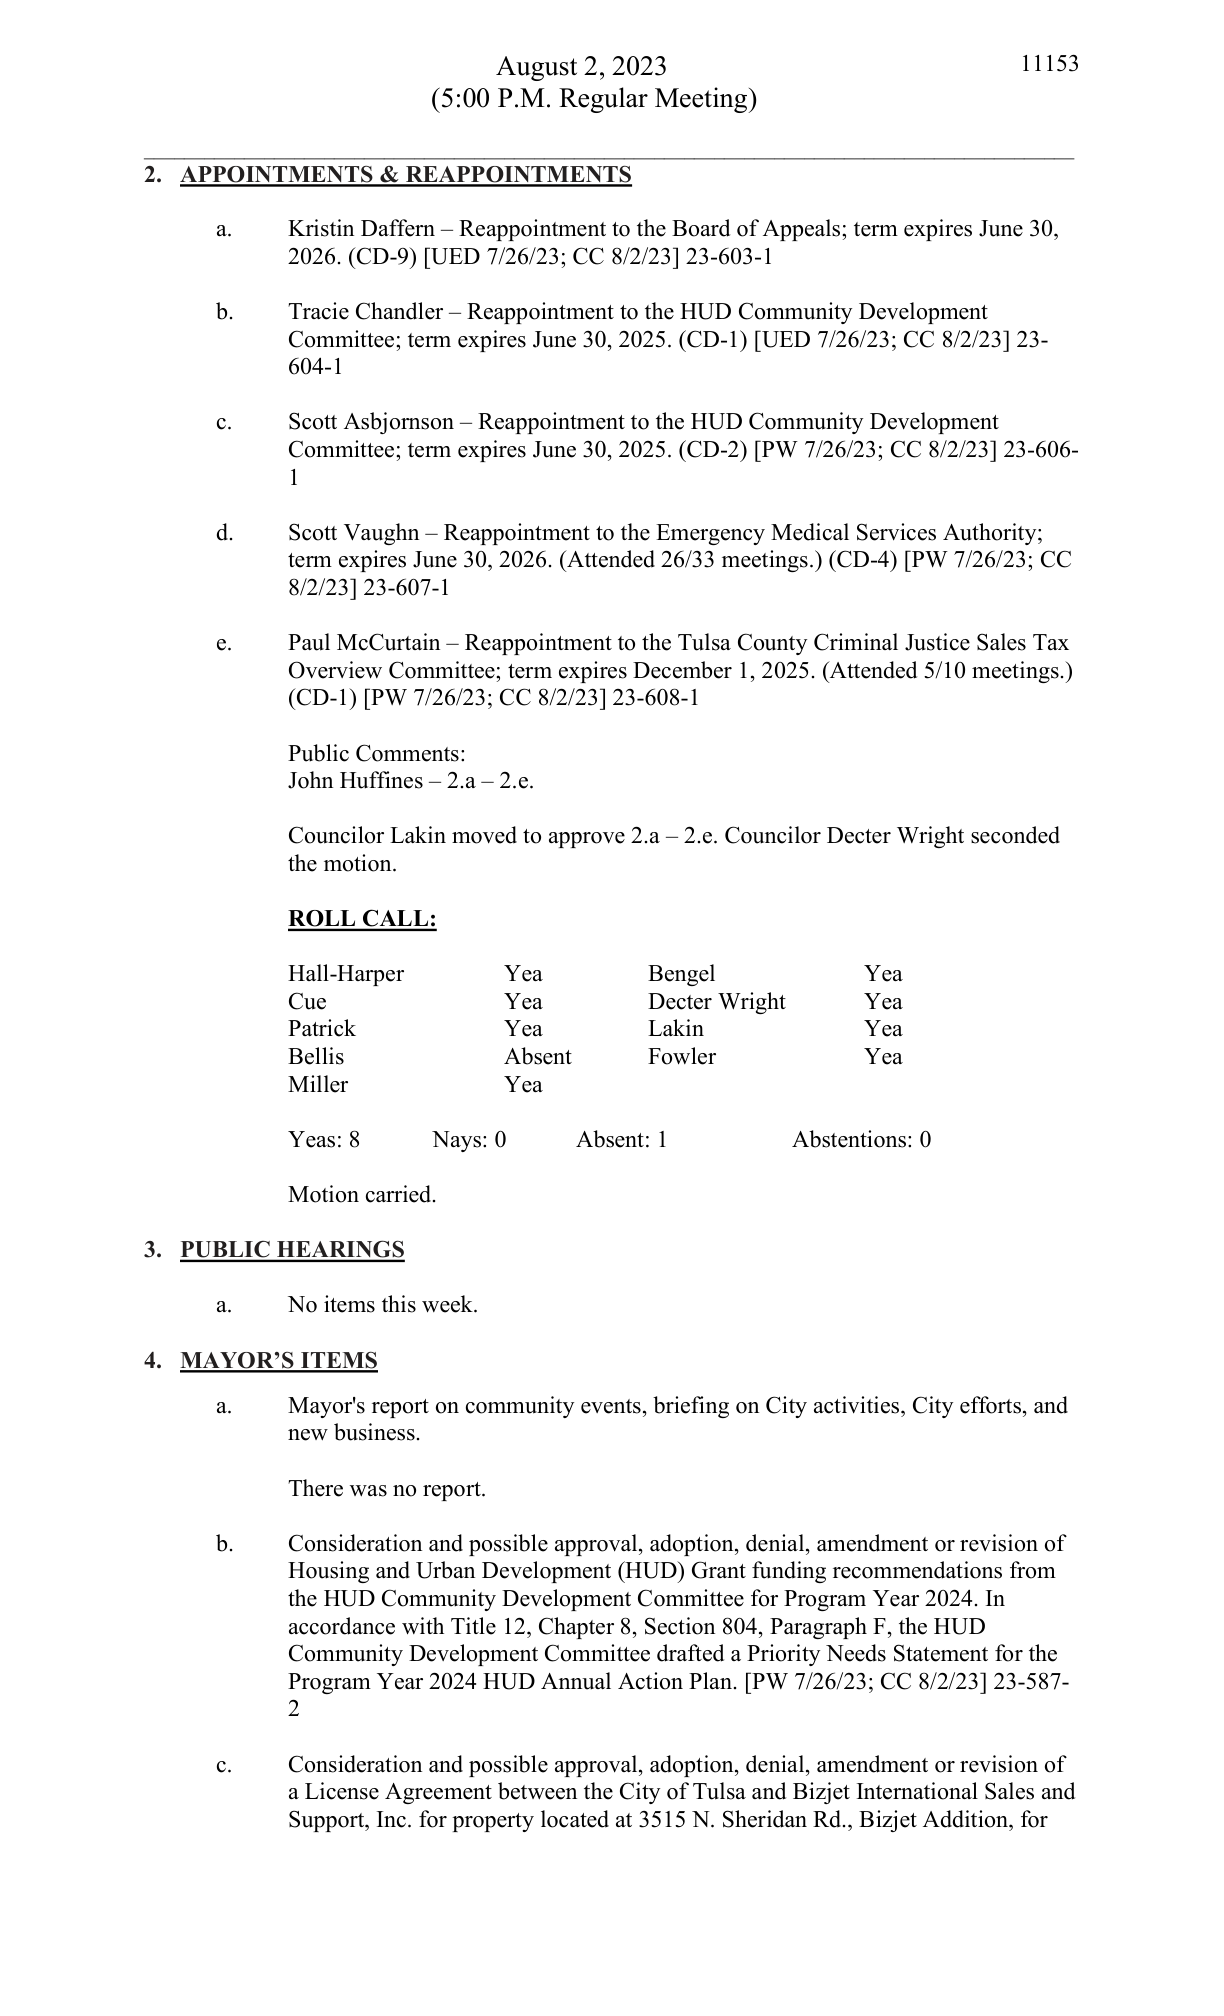 August 2, 2023
11153
(5:00 P.M. Regular Meeting)
2. APPOINTMENTS & REAPPOINTMENTS
a. Kristin Daffern – Reappointment to the Board of Appeals; term expires June 30,
2026. (CD-9) [UED 7/26/23; CC 8/2/23] 23-603-1
b. Tracie Chandler – Reappointment to the HUD Community Development
Committee; term expires June 30, 2025. (CD-1) [UED 7/26/23; CC 8/2/23] 23-
604-1
c. Scott Asbjornson – Reappointment to the HUD Community Development
Committee; term expires June 30, 2025. (CD-2) [PW 7/26/23; CC 8/2/23] 23-606-
1
d. Scott Vaughn – Reappointment to the Emergency Medical Services Authority;
term expires June 30, 2026. (Attended 26/33 meetings.) (CD-4) [PW 7/26/23; CC
8/2/23] 23-607-1
e. Paul McCurtain – Reappointment to the Tulsa County Criminal Justice Sales Tax
Overview Committee; term expires December 1, 2025. (Attended 5/10 meetings.)
(CD-1) [PW 7/26/23; CC 8/2/23] 23-608-1
Public Comments:
John Huffines – 2.a – 2.e.
Councilor Lakin moved to approve 2.a – 2.e. Councilor Decter Wright seconded
the motion.
ROLL CALL:
Hall-Harper Yea Bengel Yea
Cue Yea Decter Wright Yea
Patrick Yea Lakin Yea
Bellis Absent Fowler Yea
Miller Yea
Yeas: 8 Nays: 0 Absent: 1 Abstentions: 0
Motion carried.
3. PUBLIC HEARINGS
a. No items this week.
4. MAYOR’S ITEMS
a. Mayor's report on community events, briefing on City activities, City efforts, and
new business.
There was no report.
b. Consideration and possible approval, adoption, denial, amendment or revision of
Housing and Urban Development (HUD) Grant funding recommendations from
the HUD Community Development Committee for Program Year 2024. In
accordance with Title 12, Chapter 8, Section 804, Paragraph F, the HUD
Community Development Committee drafted a Priority Needs Statement for the
Program Year 2024 HUD Annual Action Plan. [PW 7/26/23; CC 8/2/23] 23-587-
2
c. Consideration and possible approval, adoption, denial, amendment or revision of
a License Agreement between the City of Tulsa and Bizjet International Sales and
Support, Inc. for property located at 3515 N. Sheridan Rd., Bizjet Addition, for